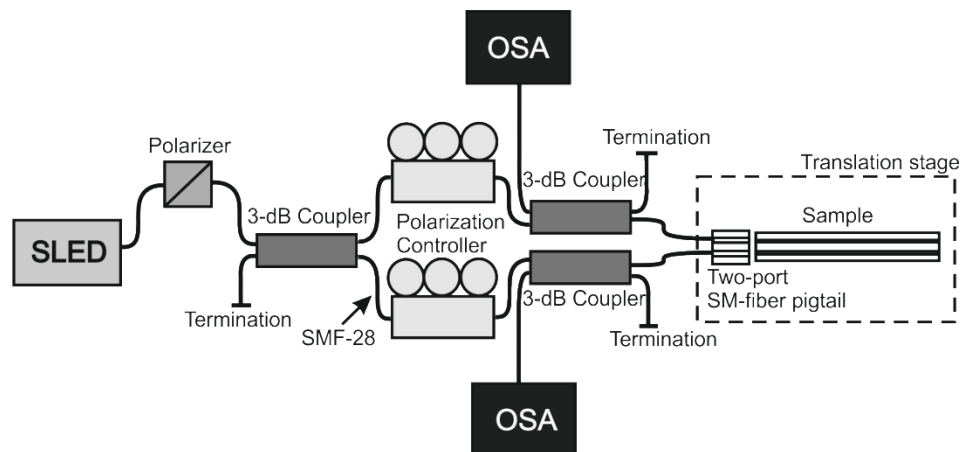 OSA
Polarizer
Termination
Translation stage
3-dB Coupler
3-dB Coupler
Sample
Polarization
Controller
SLED
Two-port
SM-fiber pigtail
3-dB Coupler
Termination
SMF-28
Termination
OSA